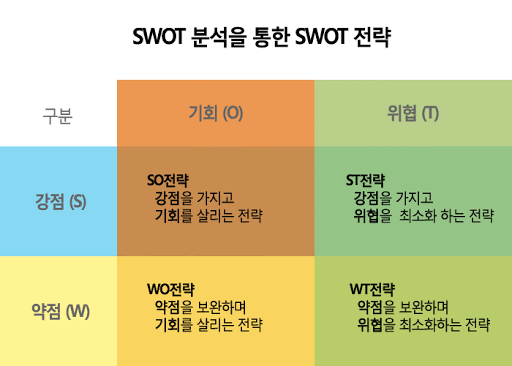 SWOT 분석을 통한 SWOT 전략
구분
기회 (O)
위협 (T)
강점 (S)
SO전략
강점을 가지고
기회를 살리는 전략
ST전략
강점을 가지고
위협을 최소화 하는 전략
약점 (W)
WO전략
약점을 보완하며
기회를 살리는 전략
WT전략
약점을 보완하며
위협을 최소화하는 전략